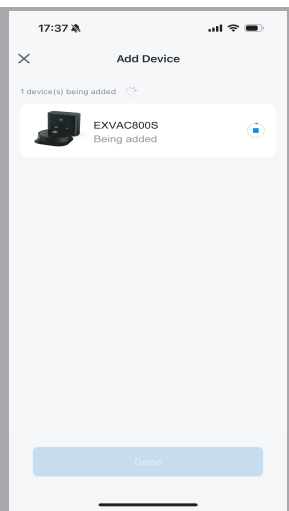 17:37
Add Device
1 device(s) being added
EXVAC800S
Being added
Done